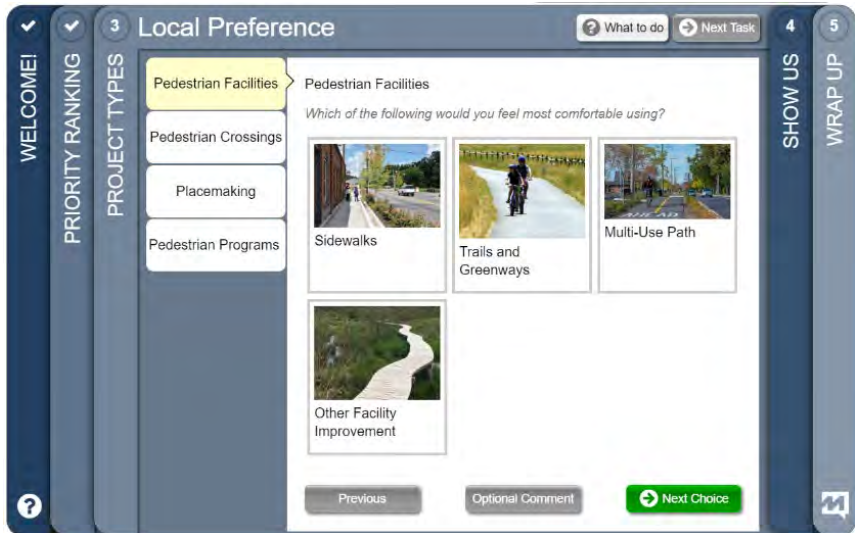 WELCOME!
PRIORITY RANKING
3
PROJECT TYPES
Local Preference
? What to do
Next Task
Pedestrian Facilities
Pedestrian Crossings
Placemaking
Pedestrian Programs
Pedestrian Facilities
Which of the following would you feel most comfortable using?
Sidewalks
Trails and
Greenways
AHEAD
Multi-Use Path
Other Facility
Improvement
Previous
Optional Comment
Next Choice
4
SHOW US
5
WRAP UP
?